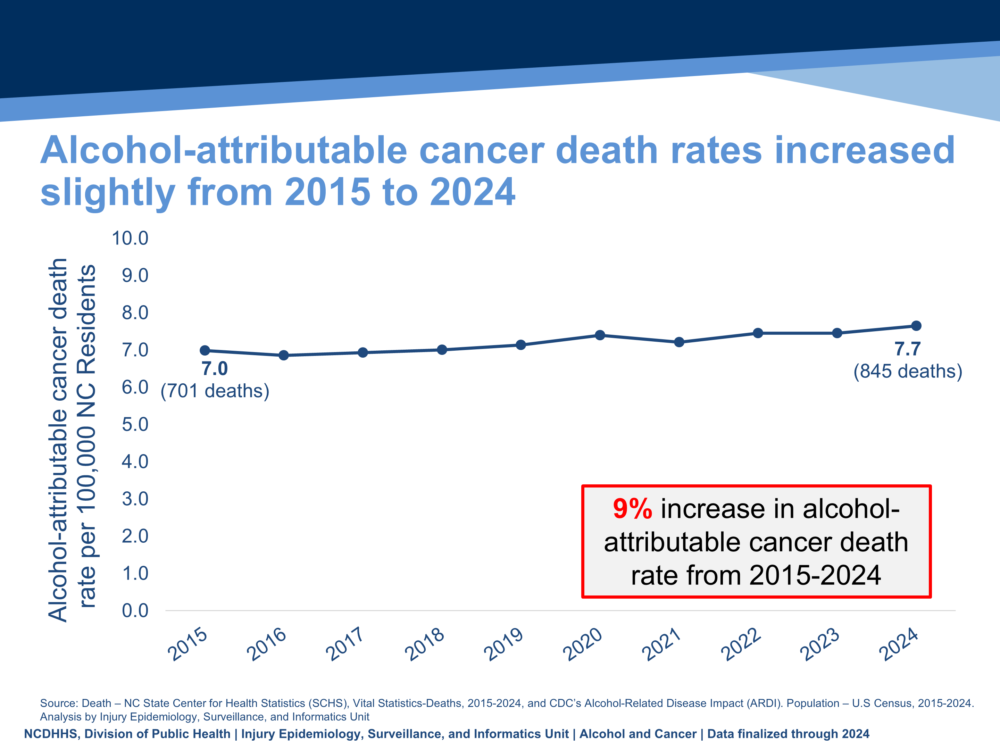 Alcohol-attributable cancer death rates increased
slightly from 2015 to 2024
Alcohol-attributable cancer death
rate per 100,000 NC Residents
10.0
9.0
8.0
7.0
6.0
5.0
4.0
3.0
2.0
1.0
0.0
7.0
(701 deaths)
7.7
(845 deaths)
9% increase in alcohol-
attributable cancer death
rate from 2015-2024
2015
2016
2017
2018
2019
2020
2021
2022
2023
2024
Source: Death – NC State Center for Health Statistics (SCHS), Vital Statistics-Deaths, 2015-2024, and CDC’s Alcohol-Related Disease Impact (ARDI). Population – U.S Census, 2015-2024.
Analysis by Injury Epidemiology, Surveillance, and Informatics Unit
NCDHHS, Division of Public Health | Injury Epidemiology, Surveillance, and Informatics Unit | Alcohol and Cancer | Data finalized through 2024